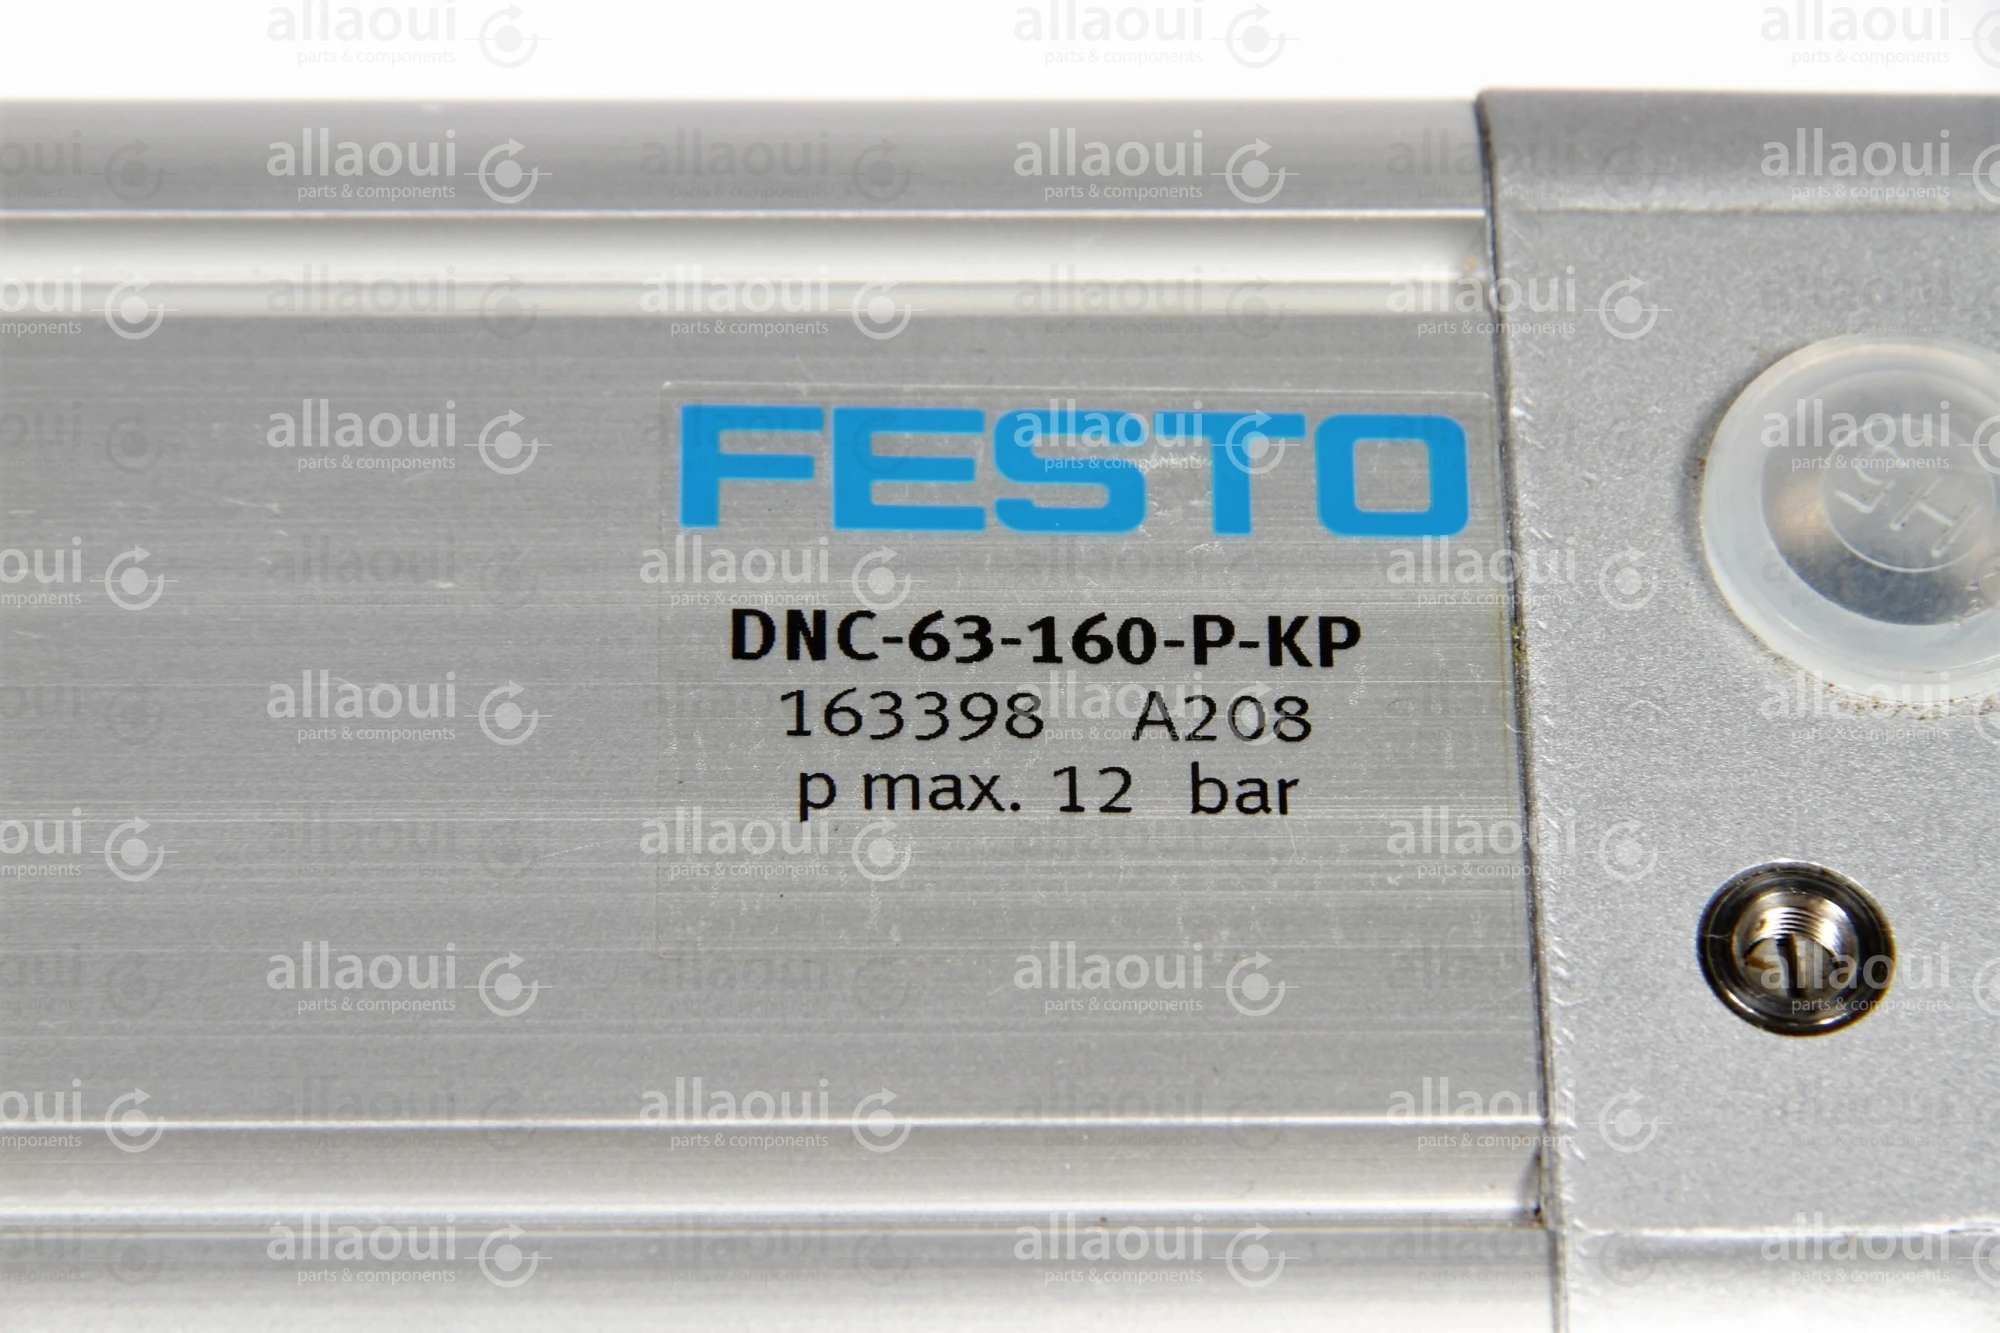 FESTO
DNC-63-160-P-KP
163398 A208
p max. 12 bar
allaoui
parts & components